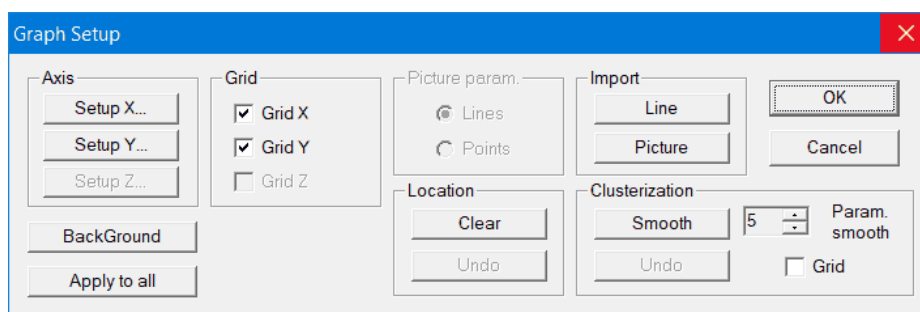 Graph Setup
Axis
Setup X...
Setup Y...
Setup Z...
BackGround
Apply to all
Grid
Grid X
Grid Y
Grid Z
Picture param.
Lines
Points
Location
Clear
Undo
Import
Line
Picture
OK
Cancel
Clusterization
Smooth
Undo
5
Param.
smooth
Grid